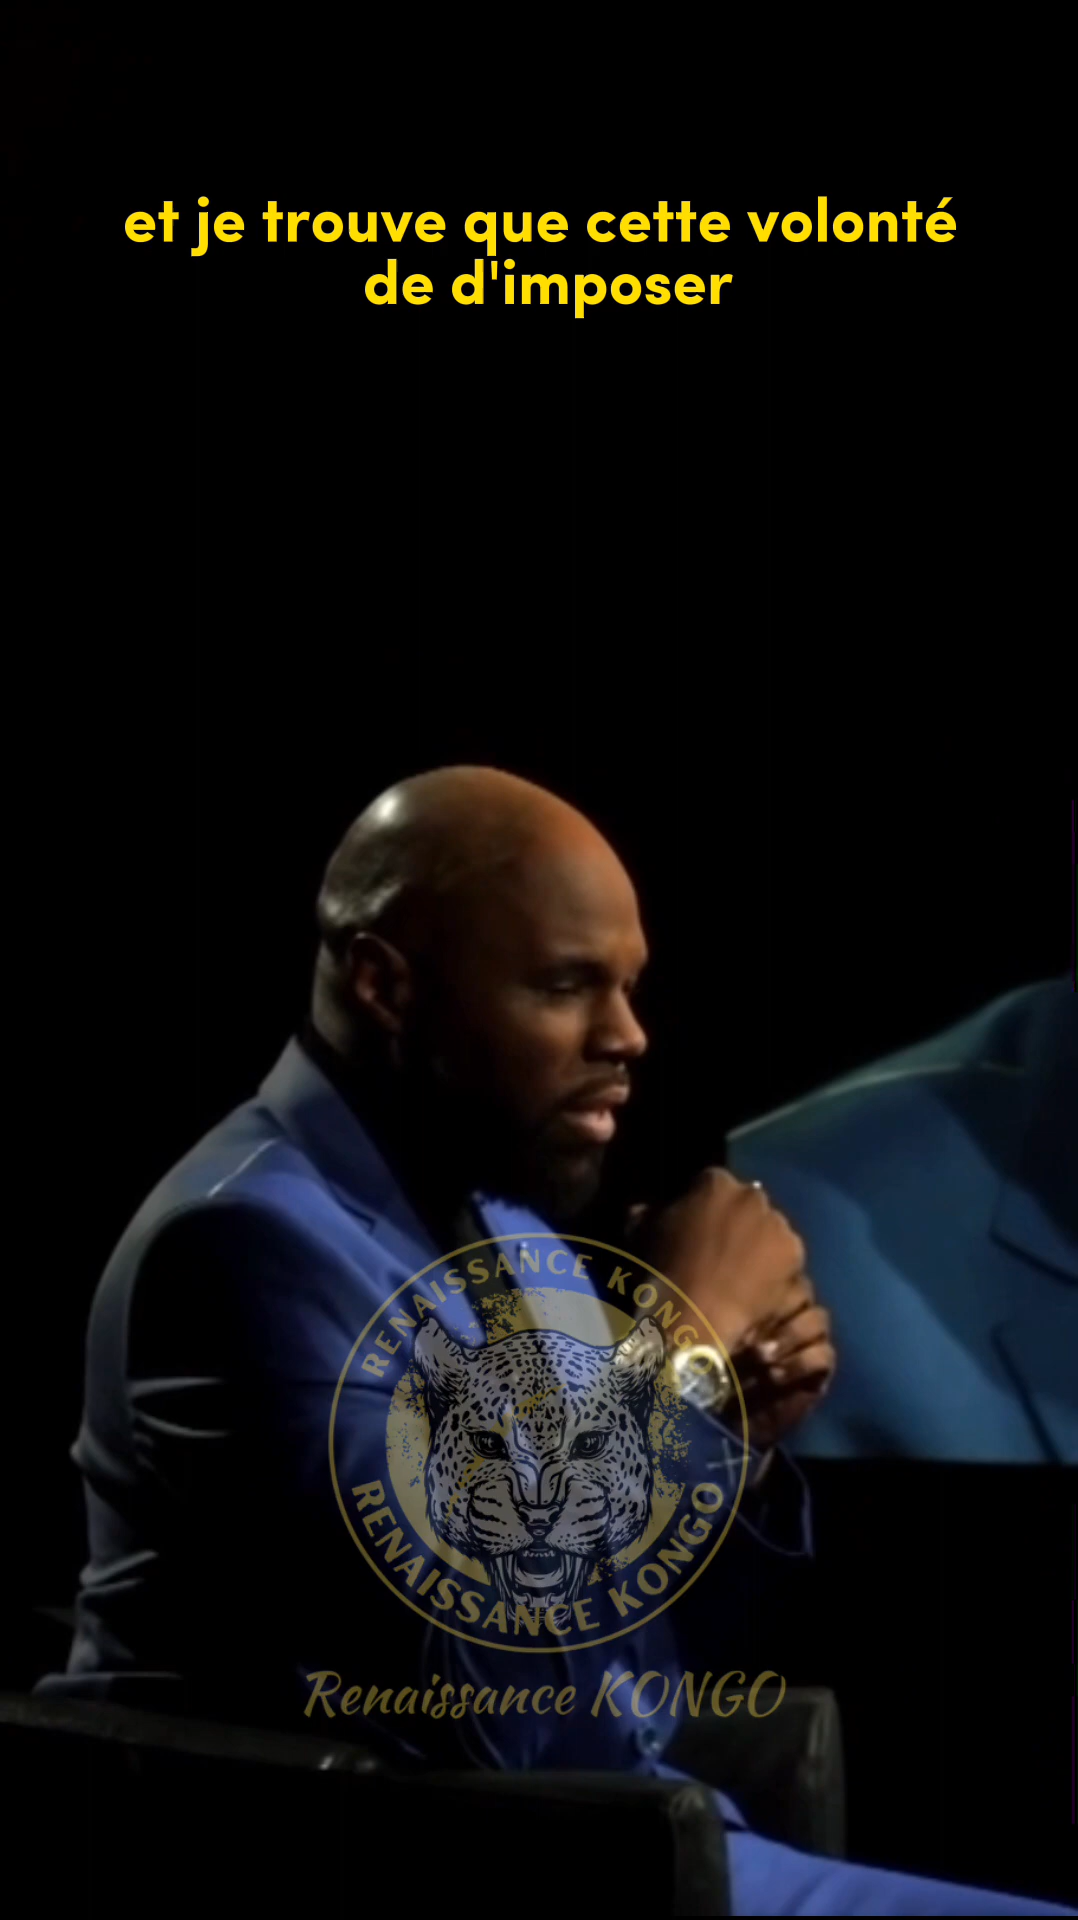 et je trouve que cette volonté
de d'imposer
RENAISSANCE KONGO
RENAISSANCE KONGO
Renaissance KONGO